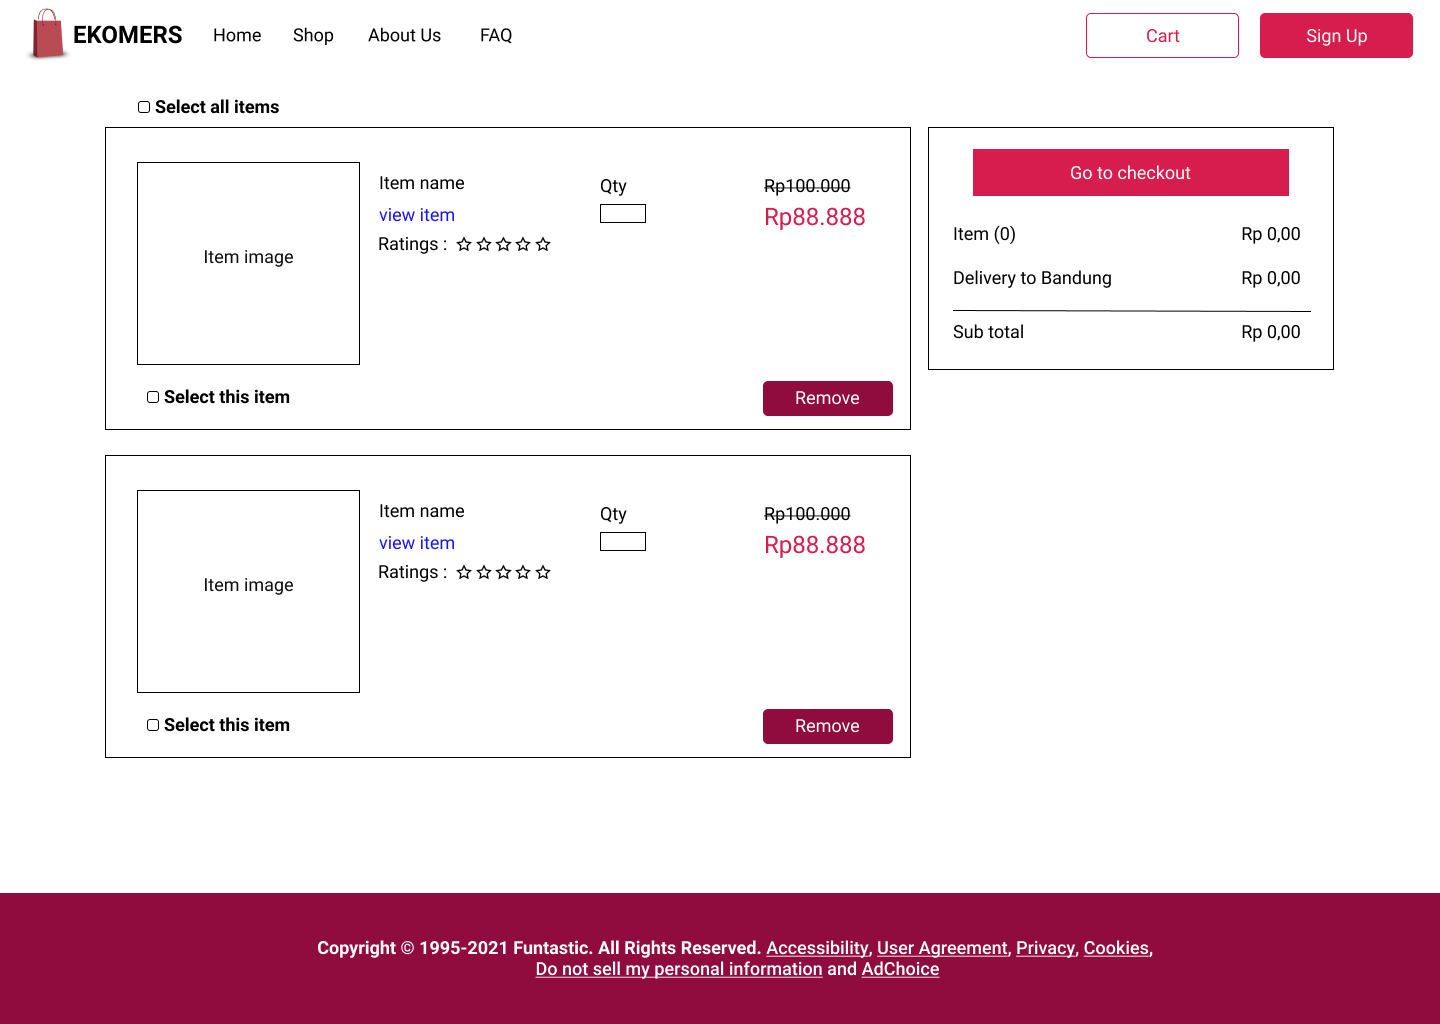 EKOMERS Home Shop About Us FAQ Cart Sign Up
Select all items
Item image
Item name
view item
Ratings :
Qty
Rp100.000
Rp88.888
Select this item
Remove
Item image
Item name
view item
Ratings :
Qty
Rp100.000
Rp88.888
Select this item
Remove
Go to checkout
Item (0) Rp 0,00
Delivery to Bandung Rp 0,00
Sub total Rp 0,00
Copyright © 1995-2021 Funtastic. All Rights Reserved. Accessibility, User Agreement, Privacy, Cookies,
Do not sell my personal information and AdChoice